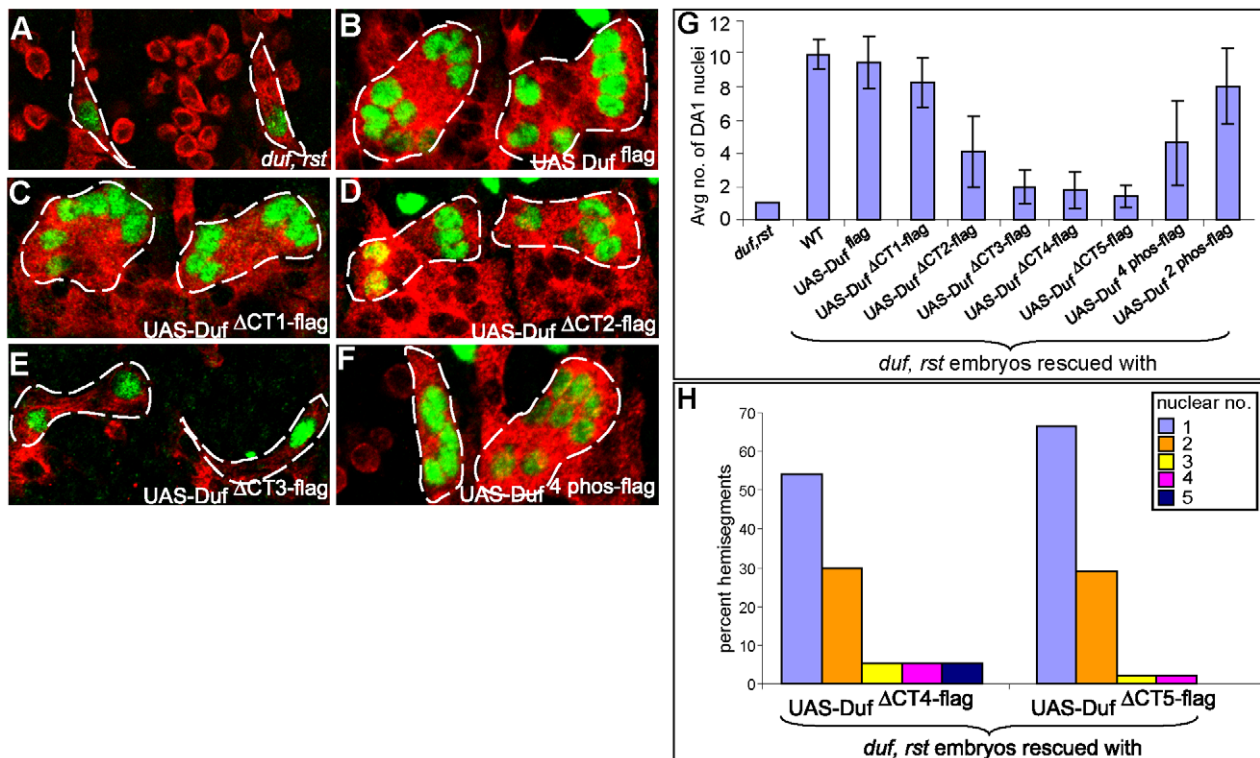 A
duf, rst
B
UAS Duf flag
C
UAS-Duf ΔCT1-flag
D
UAS-Duf ΔCT2-flag
E
UAS-Duf ΔCT3-flag
F
UAS-Duf 4 phos-flag
G
Avg no. of DA1 nuclei
12
10
8
6
4
2
0
duf,rst
WT
UAS-Duf flag
UAS-Duf ΔCT1-flag
UAS-Duf ΔCT2-flag
UAS-Duf ΔCT3-flag
UAS-Duf ΔCT4-flag
UAS-Duf ΔCT5-flag
UAS-Duf 4 phos-flag
UAS-Duf 2 phos-flag
duf, rst embryos rescued with
H
percent hemisegments
70
60
50
40
30
20
10
0
nuclear no.
1
2
3
4
5
UAS-Duf ΔCT4-flag
UAS-Duf ΔCT5-flag
duf, rst embryos rescued with